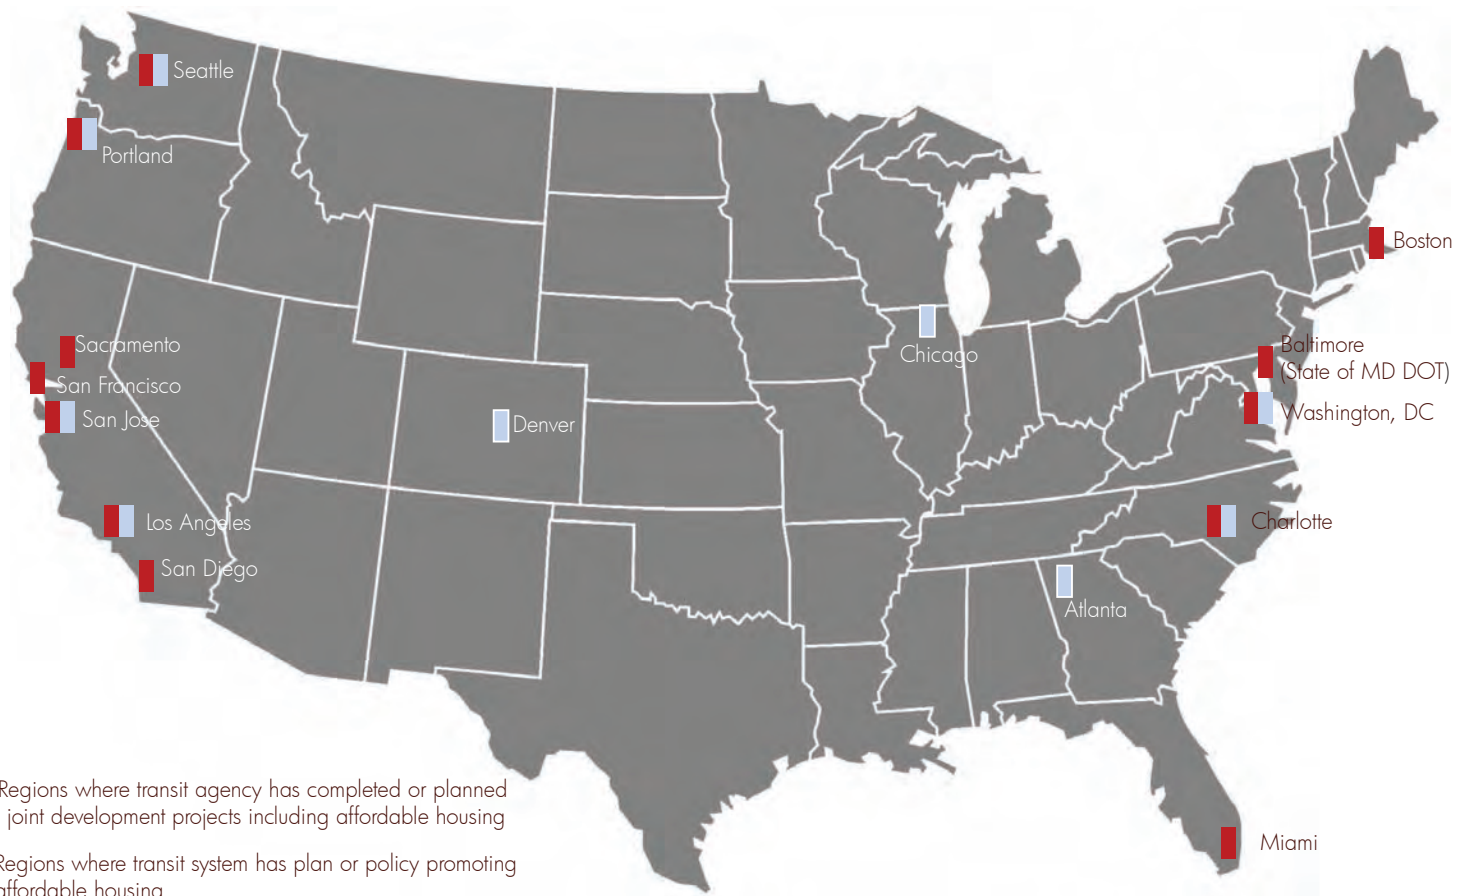 Seattle
Portland
Boston
Sacramento
San Francisco
San Jose
Chicago
Baltimore
(State of MD DOT)
Washington, DC
Denver
Los Angeles
San Diego
Charlotte
Atlanta
Regions where transit agency has completed or planned
joint development projects including affordable housing
Regions where transit system has plan or policy promoting
affordable housing
Miami